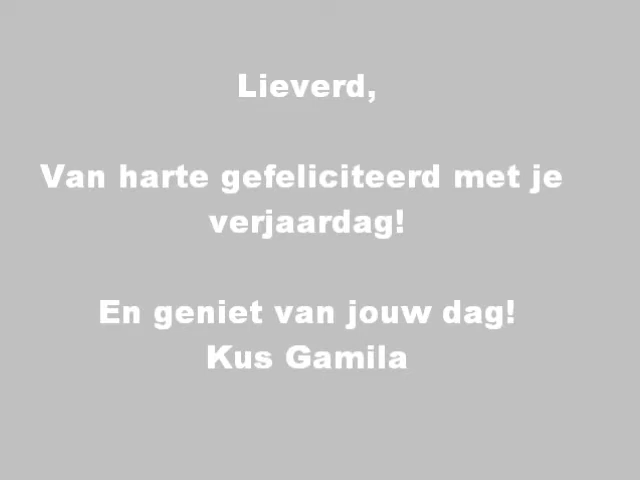 Lieverd,
Van harte gefeliciteerd met je
verjaardag!
En geniet van jouw dag!
Kus Gamila